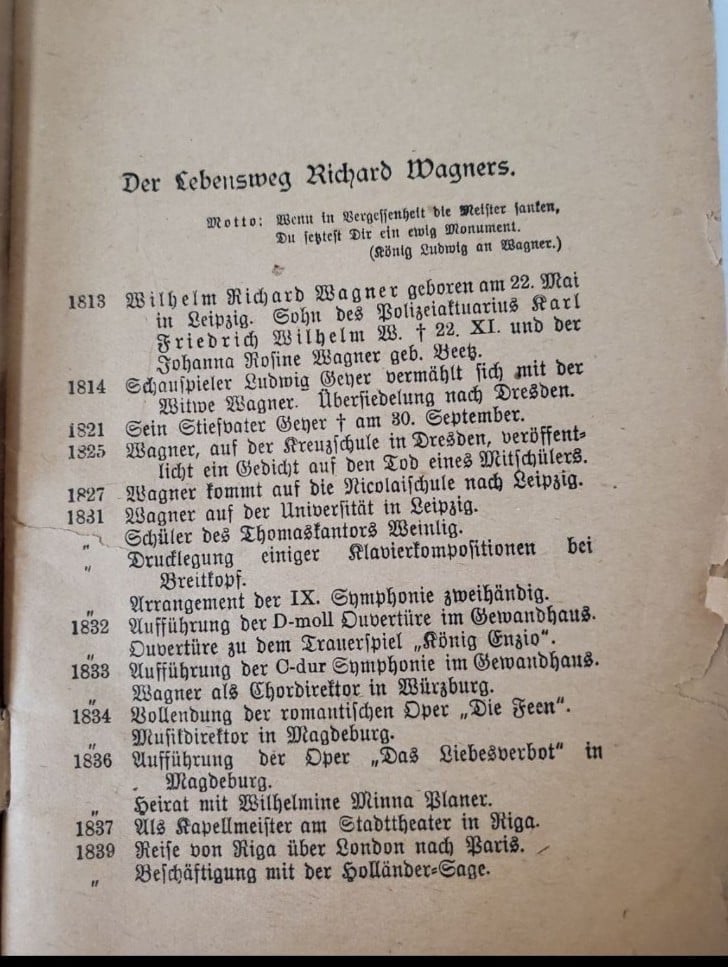 Der Lebensweg Richard Wagners.
Motto: Wenn in Vergessenheit die Meister sanken,
Du setztest Dir ein ewig Monument.
(König Ludwig an Wagner.)
1813 Wilhelm Richard Wagner geboren am 22. Mai
in Leipzig. Sohn des Polizeiaktuarius Karl
Friedrich Wilhelm W. † 22. XI. und der
Johanna Rosine Wagner geb. Beetz.
1814 Schauspieler Ludwig Geyer vermählt sich mit der
Witwe Wagner. Übersiedelung nach Dresden.
1821 Sein Stiefvater Geyer † am 30. September.
1825 Wagner, auf der Kreuzschule in Dresden, veröffent-
licht ein Gedicht auf den Tod eines Mitschülers.
1827 Wagner kommt auf die Nicolaischule nach Leipzig.
1831 Wagner auf der Universität in Leipzig.
„ Schüler des Thomaskantors Weinlig.
„ Drucklegung einiger Klavierkompositionen bei
Breitkopf.
„ Arrangement der IX. Symphonie zweihändig.
1832 Aufführung der D-moll Ouvertüre im Gewandhaus.
„ Ouvertüre zu dem Trauerspiel „König Enzio“.
1833 Aufführung der C-dur Symphonie im Gewandhaus.
„ Wagner als Chordirektor in Würzburg.
1834 Vollendung der romantischen Oper „Die Feen“.
„ Musikdirektor in Magdeburg.
1836 Aufführung der Oper „Das Liebesverbot“ in
Magdeburg.
„ Heirat mit Wilhelmine Minna Planer.
1837 Als Kapellmeister am Stadttheater in Riga.
1839 Reise von Riga über London nach Paris.
„ Beschäftigung mit der Holländer-Sage.